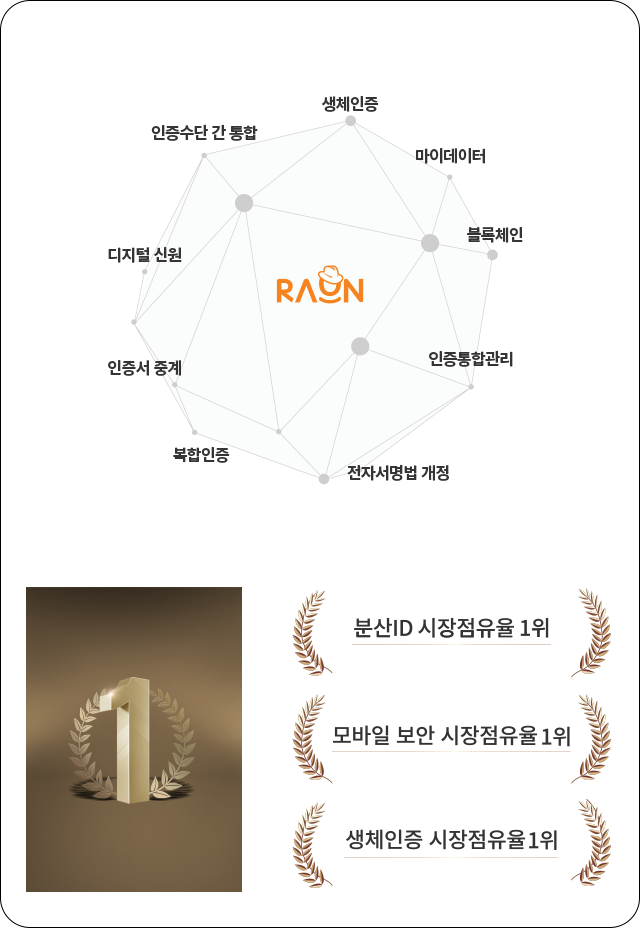 생체인증
인증수단 간 통합
마이데이터
블록체인
디지털 신원
RAON
인증통합관리
인증서 중계
복합인증
전자서명법 개정
1
분산ID 시장점유율 1위
모바일 보안 시장점유율 1위
생체인증 시장점유율 1위